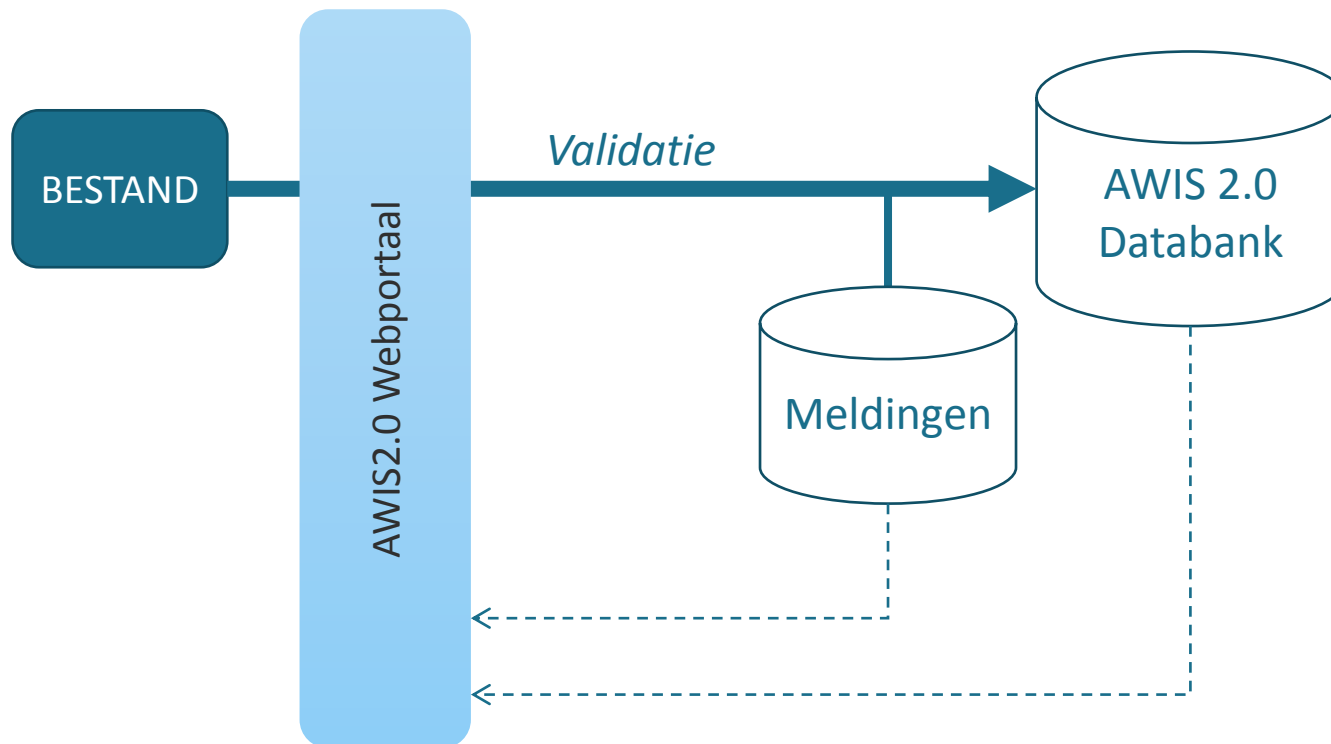 BESTAND
AWIS2.0 Webportaal
Validatie
AWIS 2.0
Databank
Meldingen